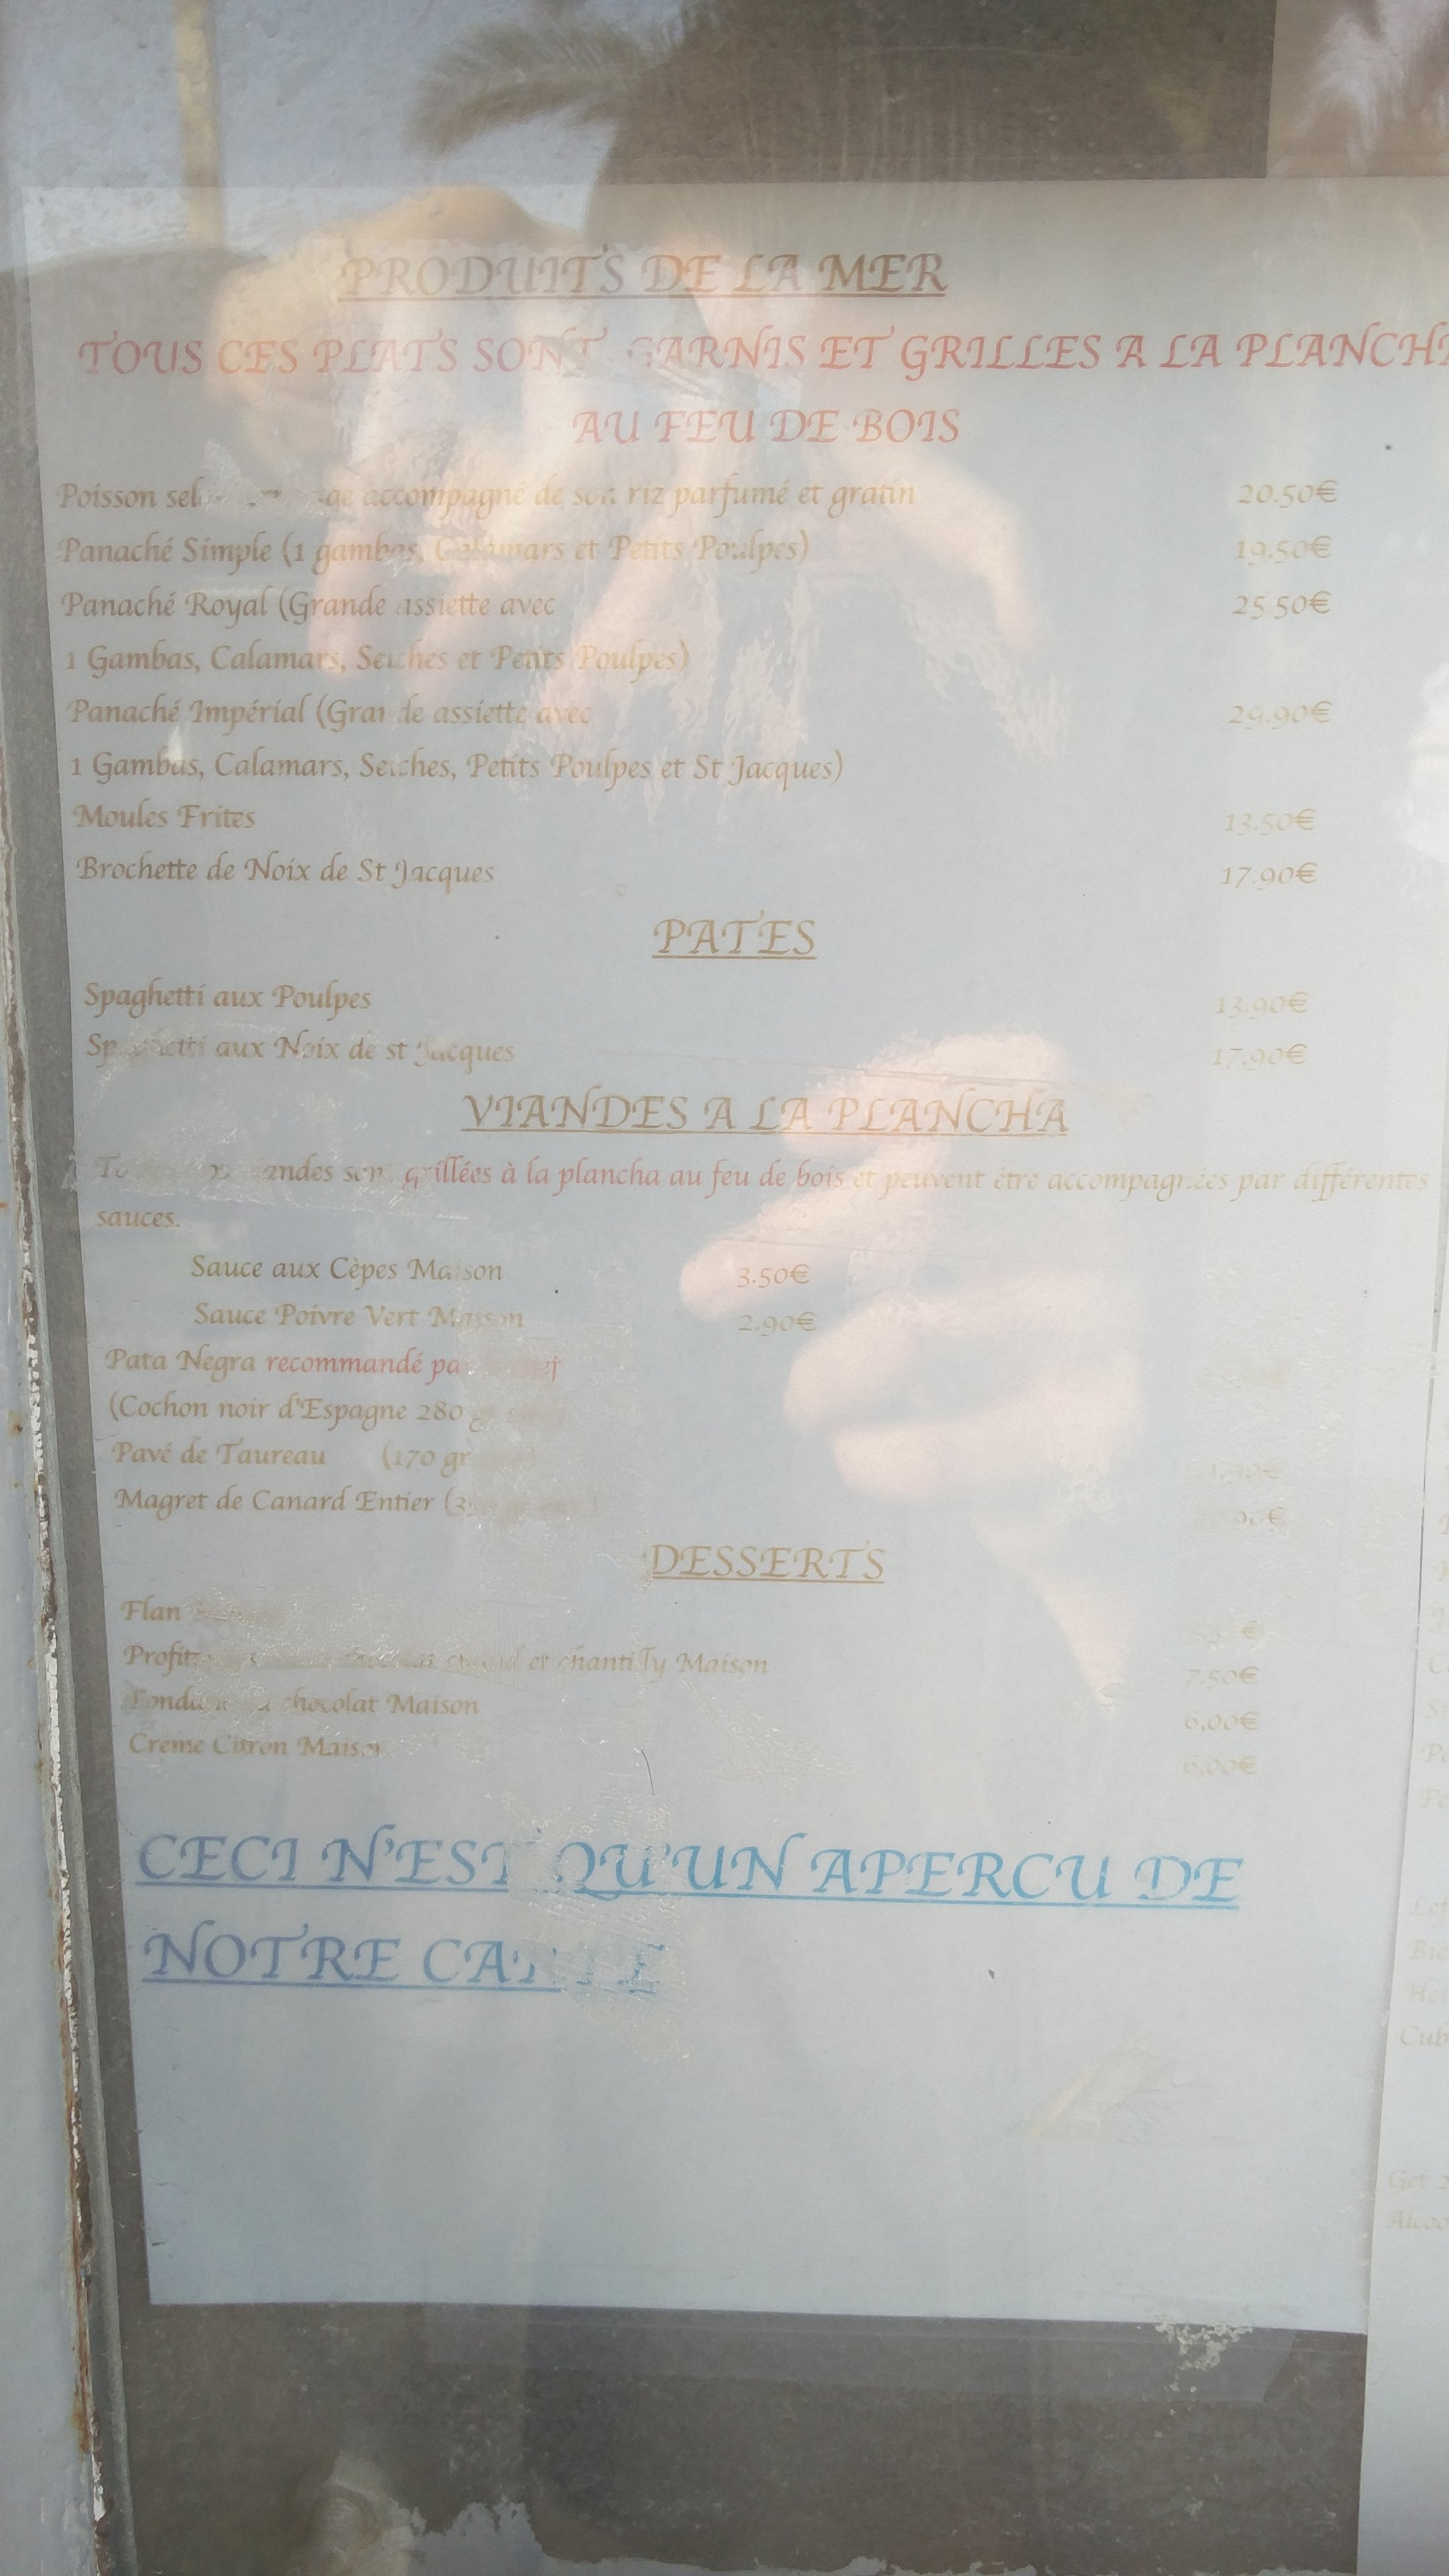 PRODUITS DE LA MER
TOUS CES PLATS SONT GARNIS ET GRILLES A LA PLANCH
AU FEU DE BOIS
Poisson accompagné de son riz parfumé et gratin 20.50€
Panaché Simple (1 gambas, Calamars et Petits Poulpes) 19.50€
Panaché Royal (Grande assiette avec 25.50€
1 Gambas, Calamars, Seiches et Petits Poulpes)
Panaché Impérial (Grande assiette avec 29.90€
1 Gambas, Calamars, Seiches, Petits Poulpes et St Jacques)
Moules Frites 13.50€
Brochette de Noix de St Jacques 17.90€
PATES
Spaghetti aux Poulpes 13.90€
Spaghetti aux Noix de st Jacques 17.90€
VIANDES A LA PLANCHA
grillées à la plancha au feu de bois et peuvent être accompagnées par différentes
sauces.
Sauce aux Cèpes Maison 3.50€
Sauce Poivre Vert Maison 2.90€
Pata Negra recommandé
(Cochon noir d'Espagne 280
Pavé de Taureau (170 gr
Magret de Canard Entier
DESSERTS
Flan
et chantilly Maison 7.50€
Fondant chocolat Maison 6.00€
Crème Citron Maison 6.00€
CECI N'EST QU'UN APERCU DE
NOTRE CARTE
Get